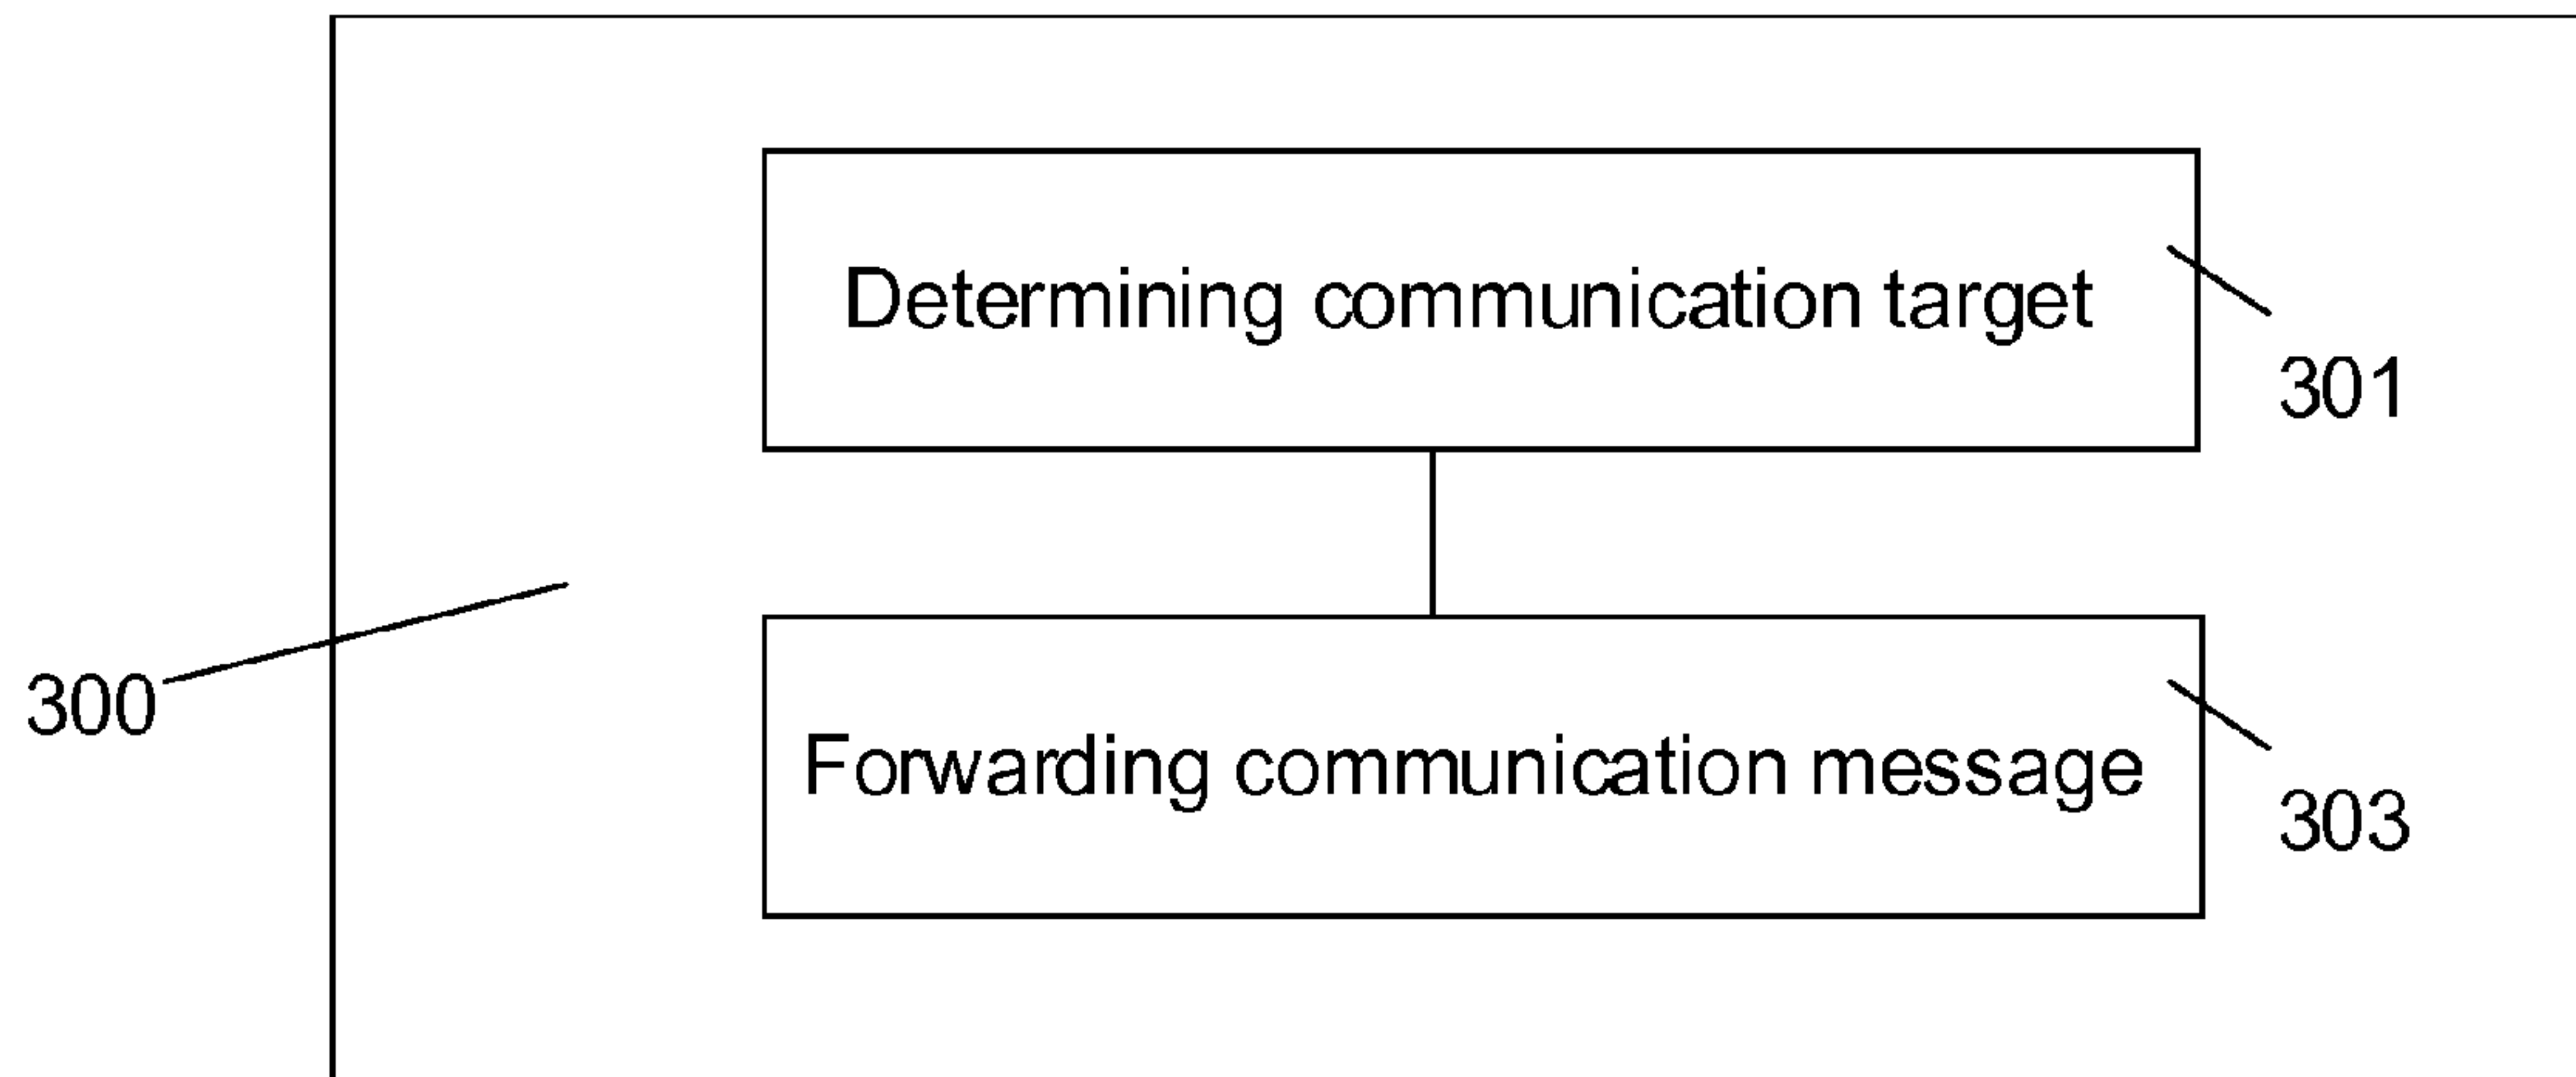 Determining communication target
301
300
Forwarding communication message
303